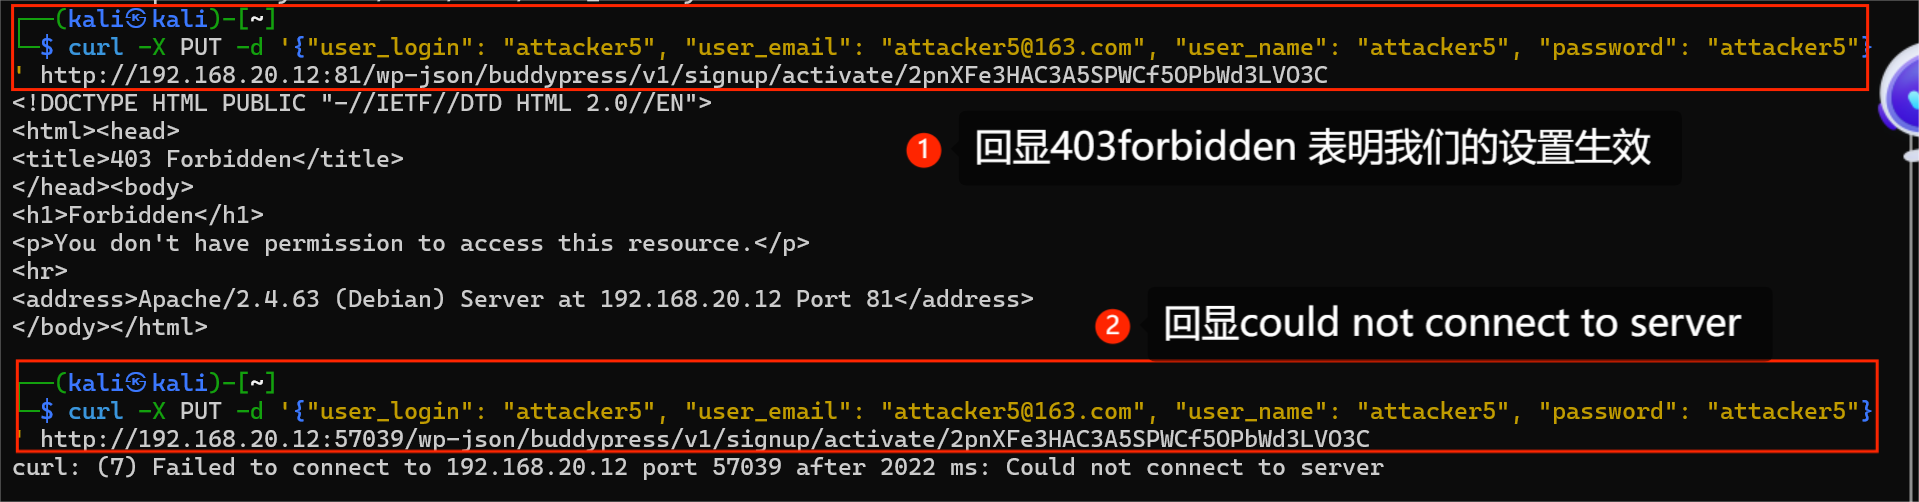 (kali㉿kali)-[~]
$ curl -X PUT -d '{"user_login": "attacker5", "user_email": "attacker5@163.com", "user_name": "attacker5", "password": "attacker5"}
' http://192.168.20.12:81/wp-json/buddypress/v1/signup/activate/2pnXFe3HAC3A5SPWCf5OPbWd3LVO3C
<!DOCTYPE HTML PUBLIC "-//IETF//DTD HTML 2.0//EN">
<html><head>
1 回显403forbidden 表明我们的设置生效
<title>403 Forbidden</title>
</head><body>
<h1>Forbidden</h1>
<p>You don't have permission to access this resource.</p>
<hr>
<address>Apache/2.4.63 (Debian) Server at 192.168.20.12 Port 81</address>
2 回显could not connect to server
</body></html>
(kali㉿kali)-[~]
$ curl -X PUT -d '{"user_login": "attacker5", "user_email": "attacker5@163.com", "user_name": "attacker5", "password": "attacker5"}
' http://192.168.20.12:57039/wp-json/buddypress/v1/signup/activate/2pnXFe3HAC3A5SPWCf5OPbWd3LVO3C
curl: (7) Failed to connect to 192.168.20.12 port 57039 after 2022 ms: Could not connect to server